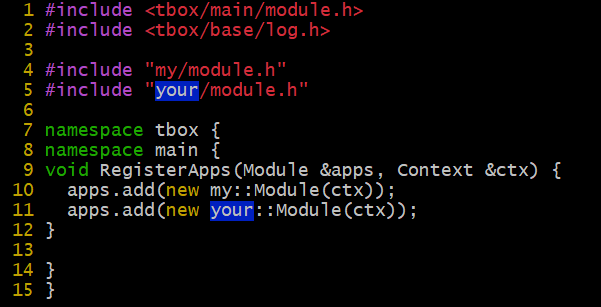 1 #include <tbox/main/module.h>
2 #include <tbox/base/log.h>
3
4 #include "my/module.h"
5 #include "your/module.h"
6
7 namespace tbox {
8 namespace main {
9 void RegisterApps(Module &apps, Context &ctx) {
10   apps.add(new my::Module(ctx));
11   apps.add(new your::Module(ctx));
12 }
13
14 }
15 }